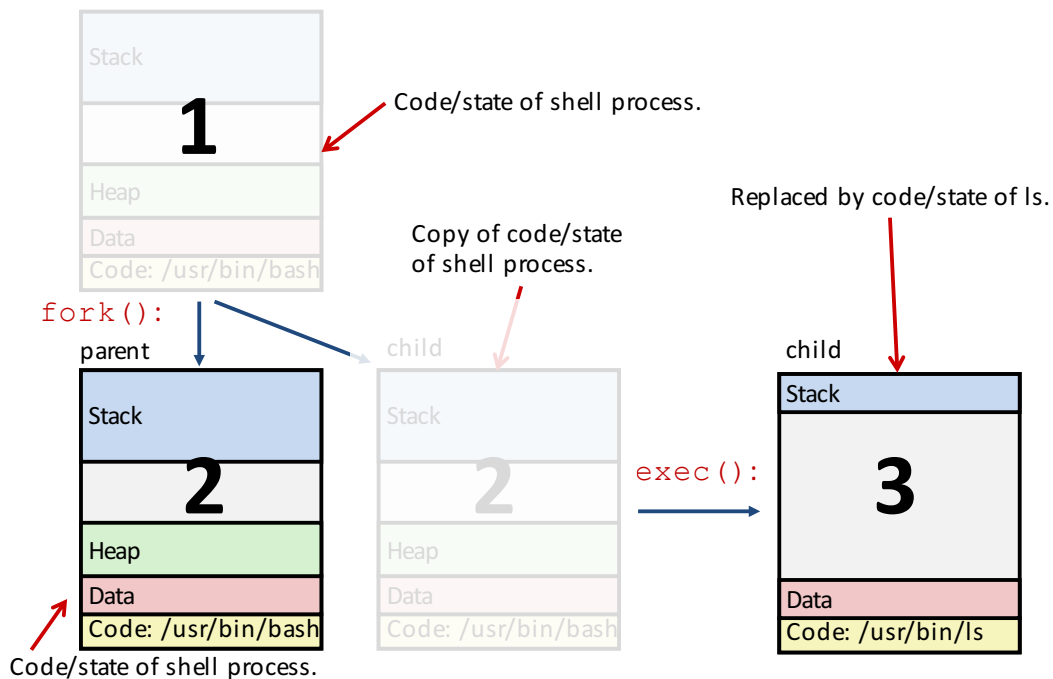 Stack
1
Code/state of shell process.
Heap
Data
Code: /usr/bin/bash
Replaced by code/state of ls.
Copy of code/state
of shell process.
fork():
parent
child
child
Stack
2
Heap
Data
Code: /usr/bin/bash
Code/state of shell process.
Stack
2
Heap
Data
Code: /usr/bin/bash
exec():
Stack
3
Data
Code: /usr/bin/ls